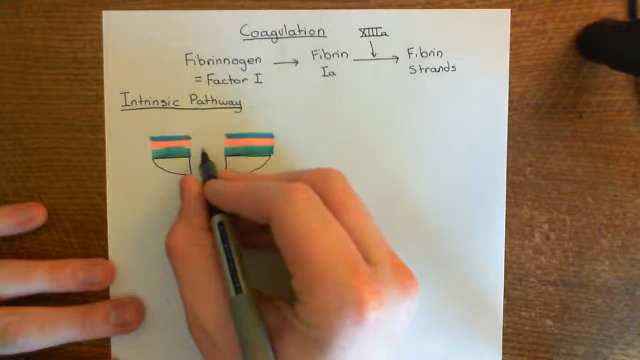 Coagulation
XIIIa
Fibrinnogen → Fibrin → Fibrin
= Factor I Ia Strands
Intrinsic Pathway